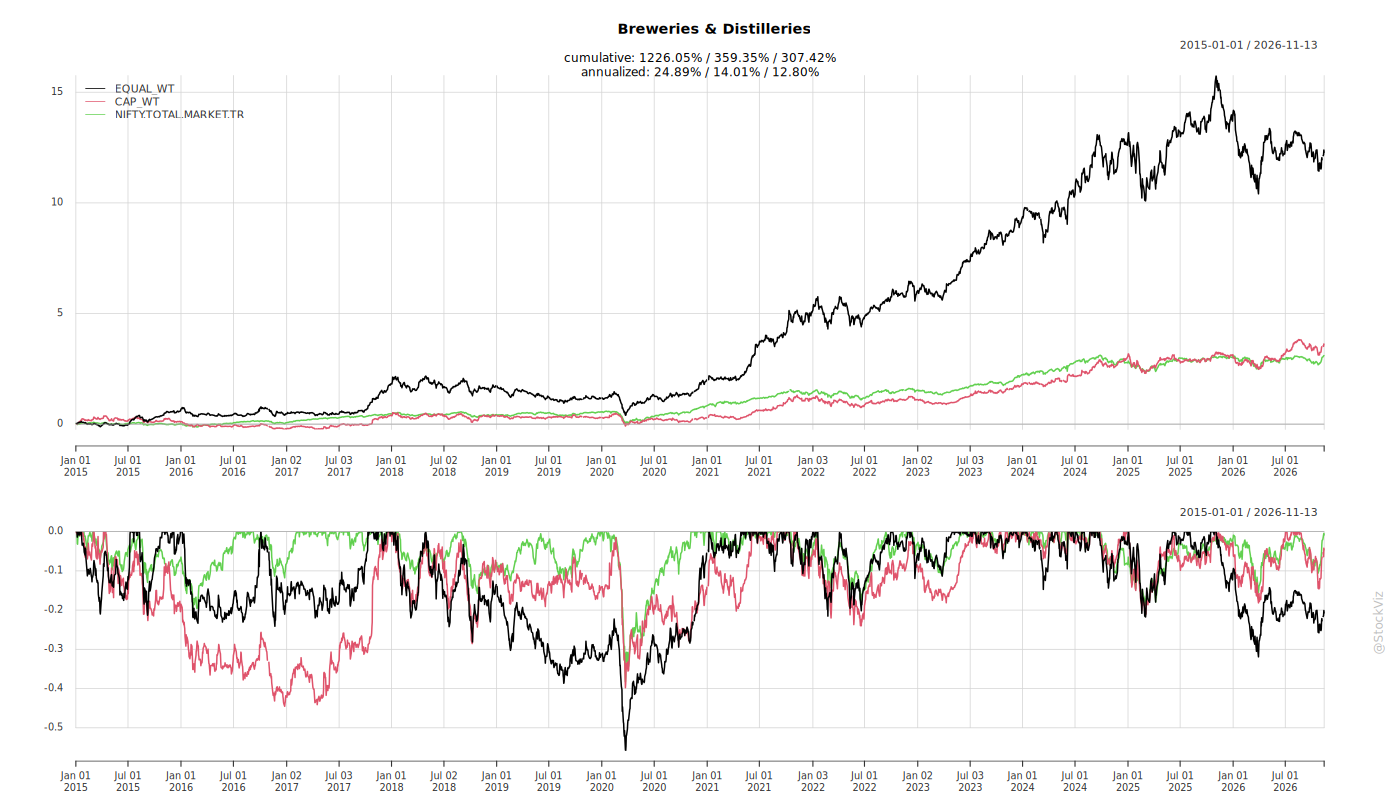 Breweries & Distilleries
2015-01-01 / 2026-11-13
cumulative: 1226.05% / 359.35% / 307.42%
annualized: 24.89% / 14.01% / 12.80%
EQUAL_WT
CAP_WT
NIFTY.TOTAL.MARKET.TR
15
10
5
0
Jan 01 Jul 01 Jan 01 Jul 01 Jan 02 Jul 03 Jan 01 Jul 02 Jan 01 Jul 01 Jan 01 Jul 01 Jan 01 Jul 01 Jan 03 Jul 01 Jan 02 Jul 03 Jan 01 Jul 01 Jan 01 Jul 01 Jan 01 Jul 01
2015 2015 2016 2016 2017 2017 2018 2018 2019 2019 2020 2020 2021 2021 2022 2022 2023 2023 2024 2024 2025 2025 2026 2026
2015-01-01 / 2026-11-13
0.0
-0.1
-0.2
-0.3
-0.4
-0.5
Jan 01 Jul 01 Jan 01 Jul 01 Jan 02 Jul 03 Jan 01 Jul 02 Jan 01 Jul 01 Jan 01 Jul 01 Jan 01 Jul 01 Jan 03 Jul 01 Jan 02 Jul 03 Jan 01 Jul 01 Jan 01 Jul 01 Jan 01 Jul 01
2015 2015 2016 2016 2017 2017 2018 2018 2019 2019 2020 2020 2021 2021 2022 2022 2023 2023 2024 2024 2025 2025 2026 2026
@StockViz